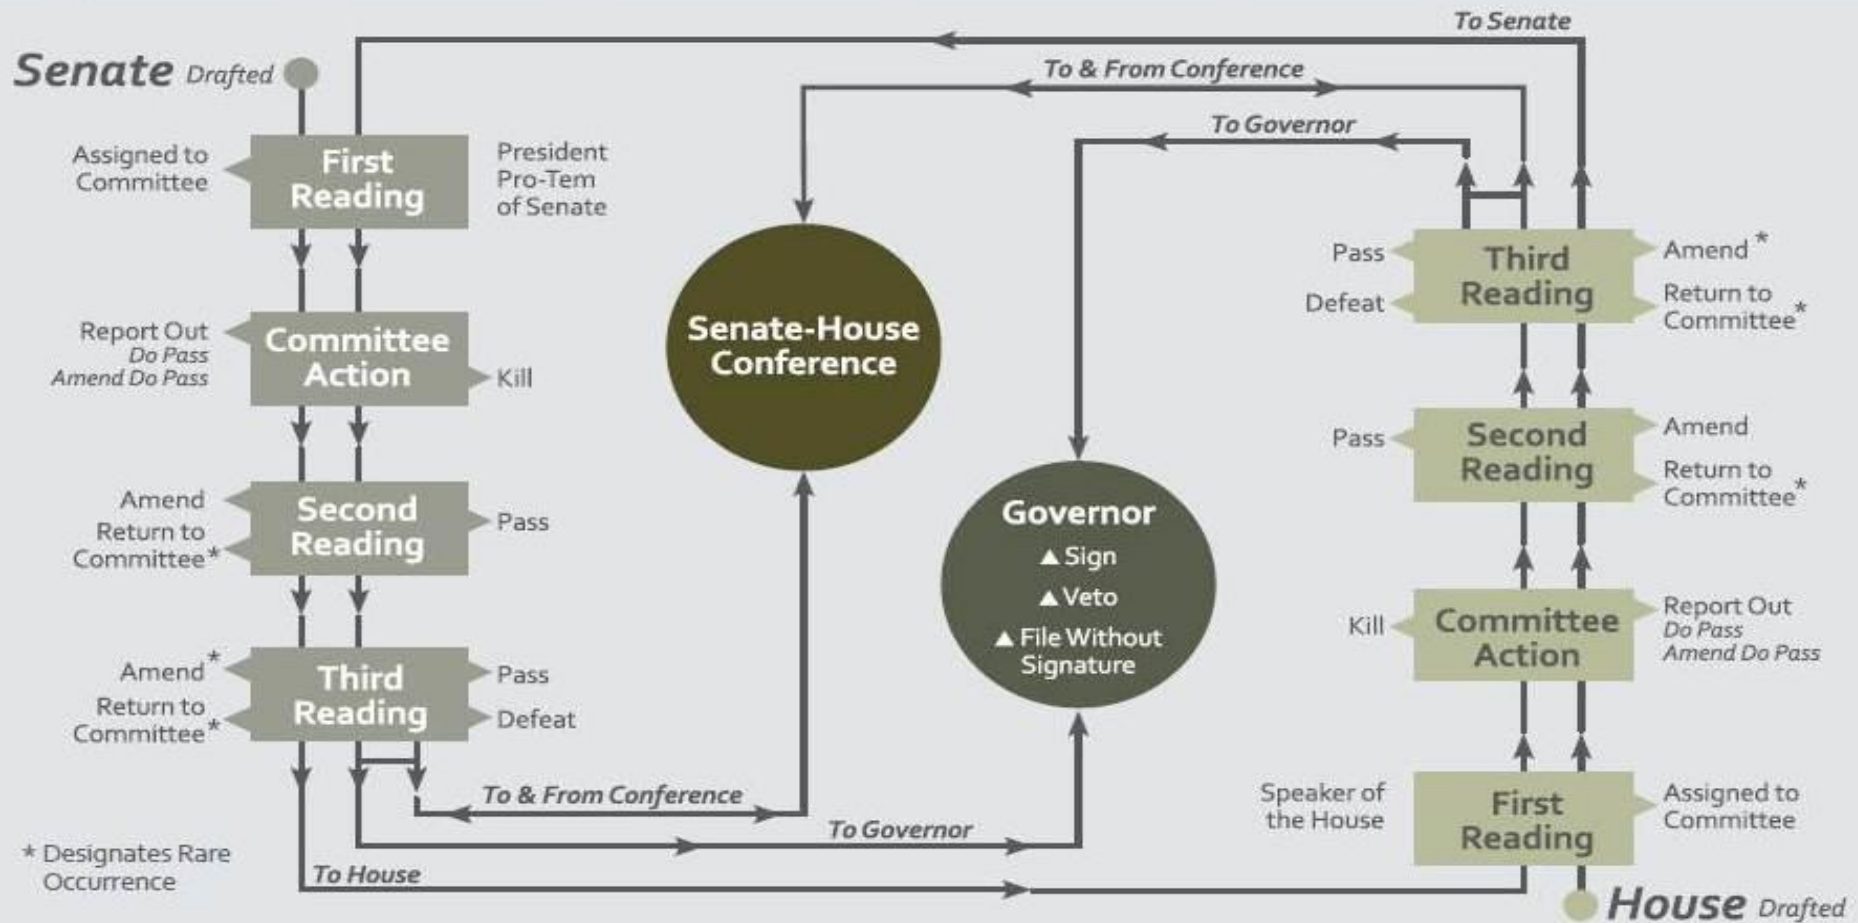 To Senate
Senate Drafted
To & From Conference
To Governor
Assigned to
Committee
First
Reading
President
Pro-Tem
of Senate
Report Out
Do Pass
Amend Do Pass
Committee
Action
Kill
Amend
Return to
Committee*
Second
Reading
Pass
Amend*
Return to
Committee*
Third
Reading
Pass
Defeat
To & From Conference
To Governor
To House
* Designates Rare
Occurrence
Senate-House
Conference
Governor
▲ Sign
▲ Veto
▲ File Without
Signature
Pass
Defeat
Third
Reading
Amend*
Return to
Committee*
Pass
Second
Reading
Amend
Return to
Committee*
Kill
Committee
Action
Report Out
Do Pass
Amend Do Pass
Speaker of
the House
First
Reading
Assigned to
Committee
House Drafted